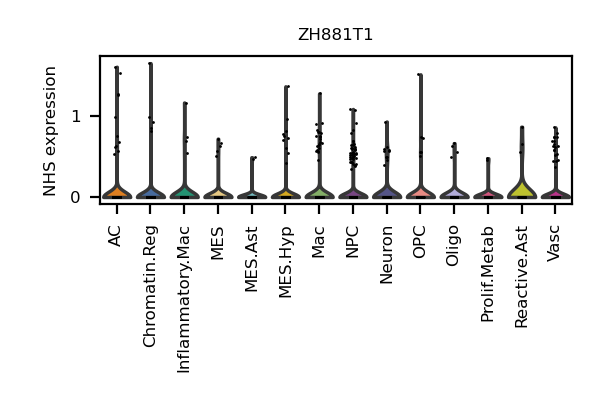 ZH881T1
NHS expression
1
0
AC
Chromatin.Reg
Inflammatory.Mac
MES
MES.Ast
MES.Hyp
Mac
NPC
Neuron
OPC
Oligo
Prolif.Metab
Reactive.Ast
Vasc